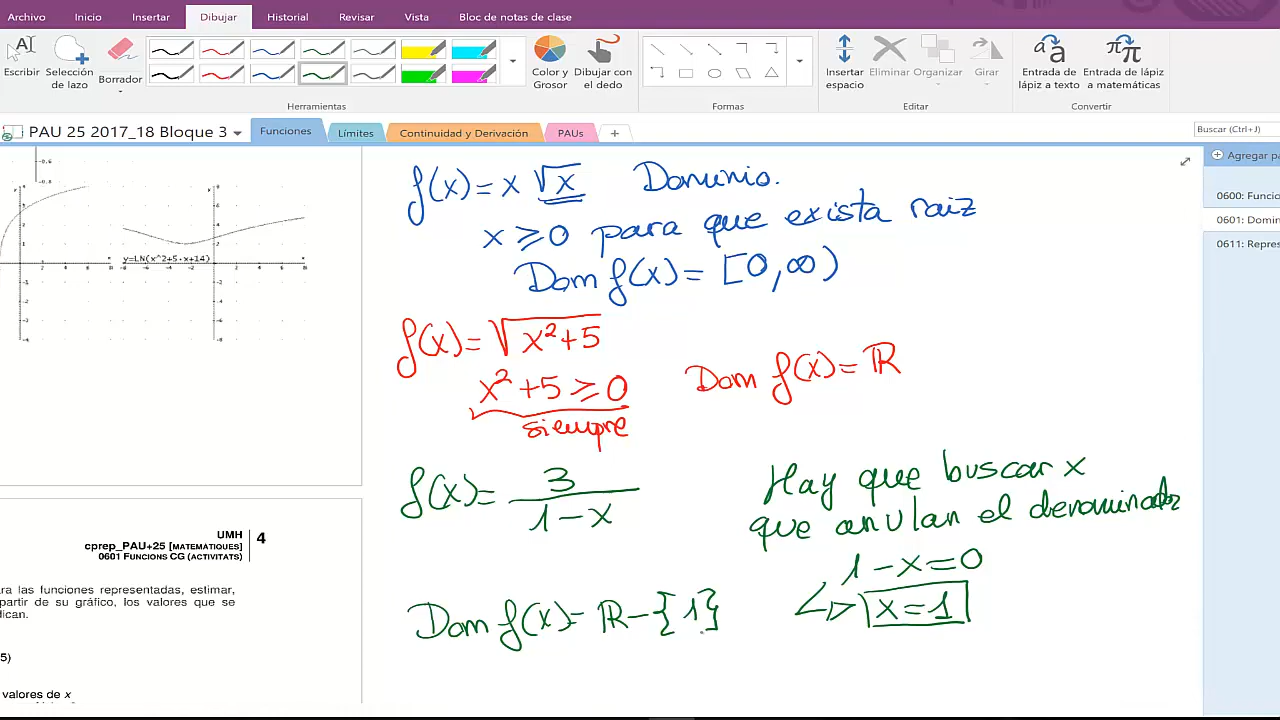 Archivo Inicio Insertar Dibujar Historial Revisar Vista Bloc de notas de clase
Escribir Selección de lazo Borrador Color y Grosor Dibujar con el dedo Insertar espacio Eliminar Organizar Girar Entrada de lápiz a texto Entrada de lápiz a matemáticas
Herramientas Formas Editar Convertir
PAU 25 2017_18 Bloque 3 Funciones Límites Continuidad y Derivación PAUs + Buscar (Ctrl+J)
Agregar pá
0600: Funcio
0601: Domin
0611: Repres
y=LN(x^2+5·x+14)
f(x)= x √x Dominio.
x ≥ 0 para que exista raiz
Dom f(x) = [0,∞)
f(x)= √x²+5
x² +5 ≥ 0 Dom f(x)= ℝ
siempre
f(x)= 3/(1-x)
Hay que buscar x
que anulan el denominador
1-x=0
x=1
Dom f(x)= ℝ-{1}
UMH
cprep_PAU+25 [MATEMÀTIQUES] 4
0601 FUNCIONS CG (ACTIVITATS)
ra las funciones representadas, estimar,
partir de su gráfico, los valores que se
dican.
5)
valores de x